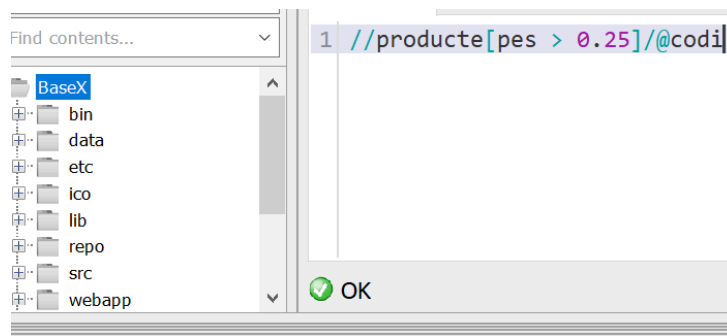 Find contents...
BaseX
bin
data
etc
ico
lib
repo
src
webapp
1 //producte[pes > 0.25]/@codi
OK